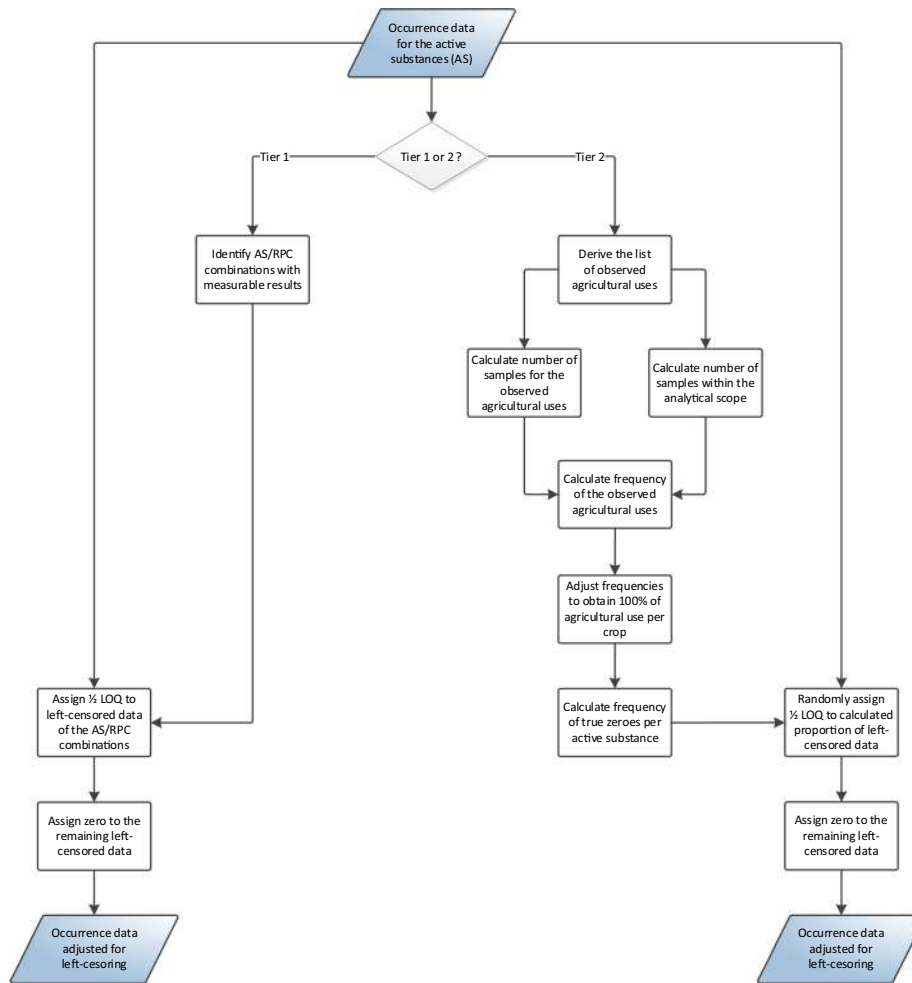 Occurrence data
for the active
substances (AS)
Tier 1
Tier 1 or 2 ?
Tier 2
Identify AS/RPC
combinations with
measurable results
Derive the list
of observed
agricultural uses
Calculate number of
samples for the
observed
agricultural uses
Calculate number of
samples within the
analytical scope
Calculate frequency
of the observed
agricultural uses
Adjust frequencies
to obtain 100% of
agricultural use per
crop
Assign ½ LOQ to
left-censored data
of the AS/RPC
combinations
Calculate frequency
of true zeroes per
active substance
Randomly assign
½ LOQ to calculated
proportion of left-
censored data
Assign zero to the
remaining left-
censored data
Assign zero to the
remaining left-
censored data
Occurrence data
adjusted for
left-cesoring
Occurrence data
adjusted for
left-cesoring